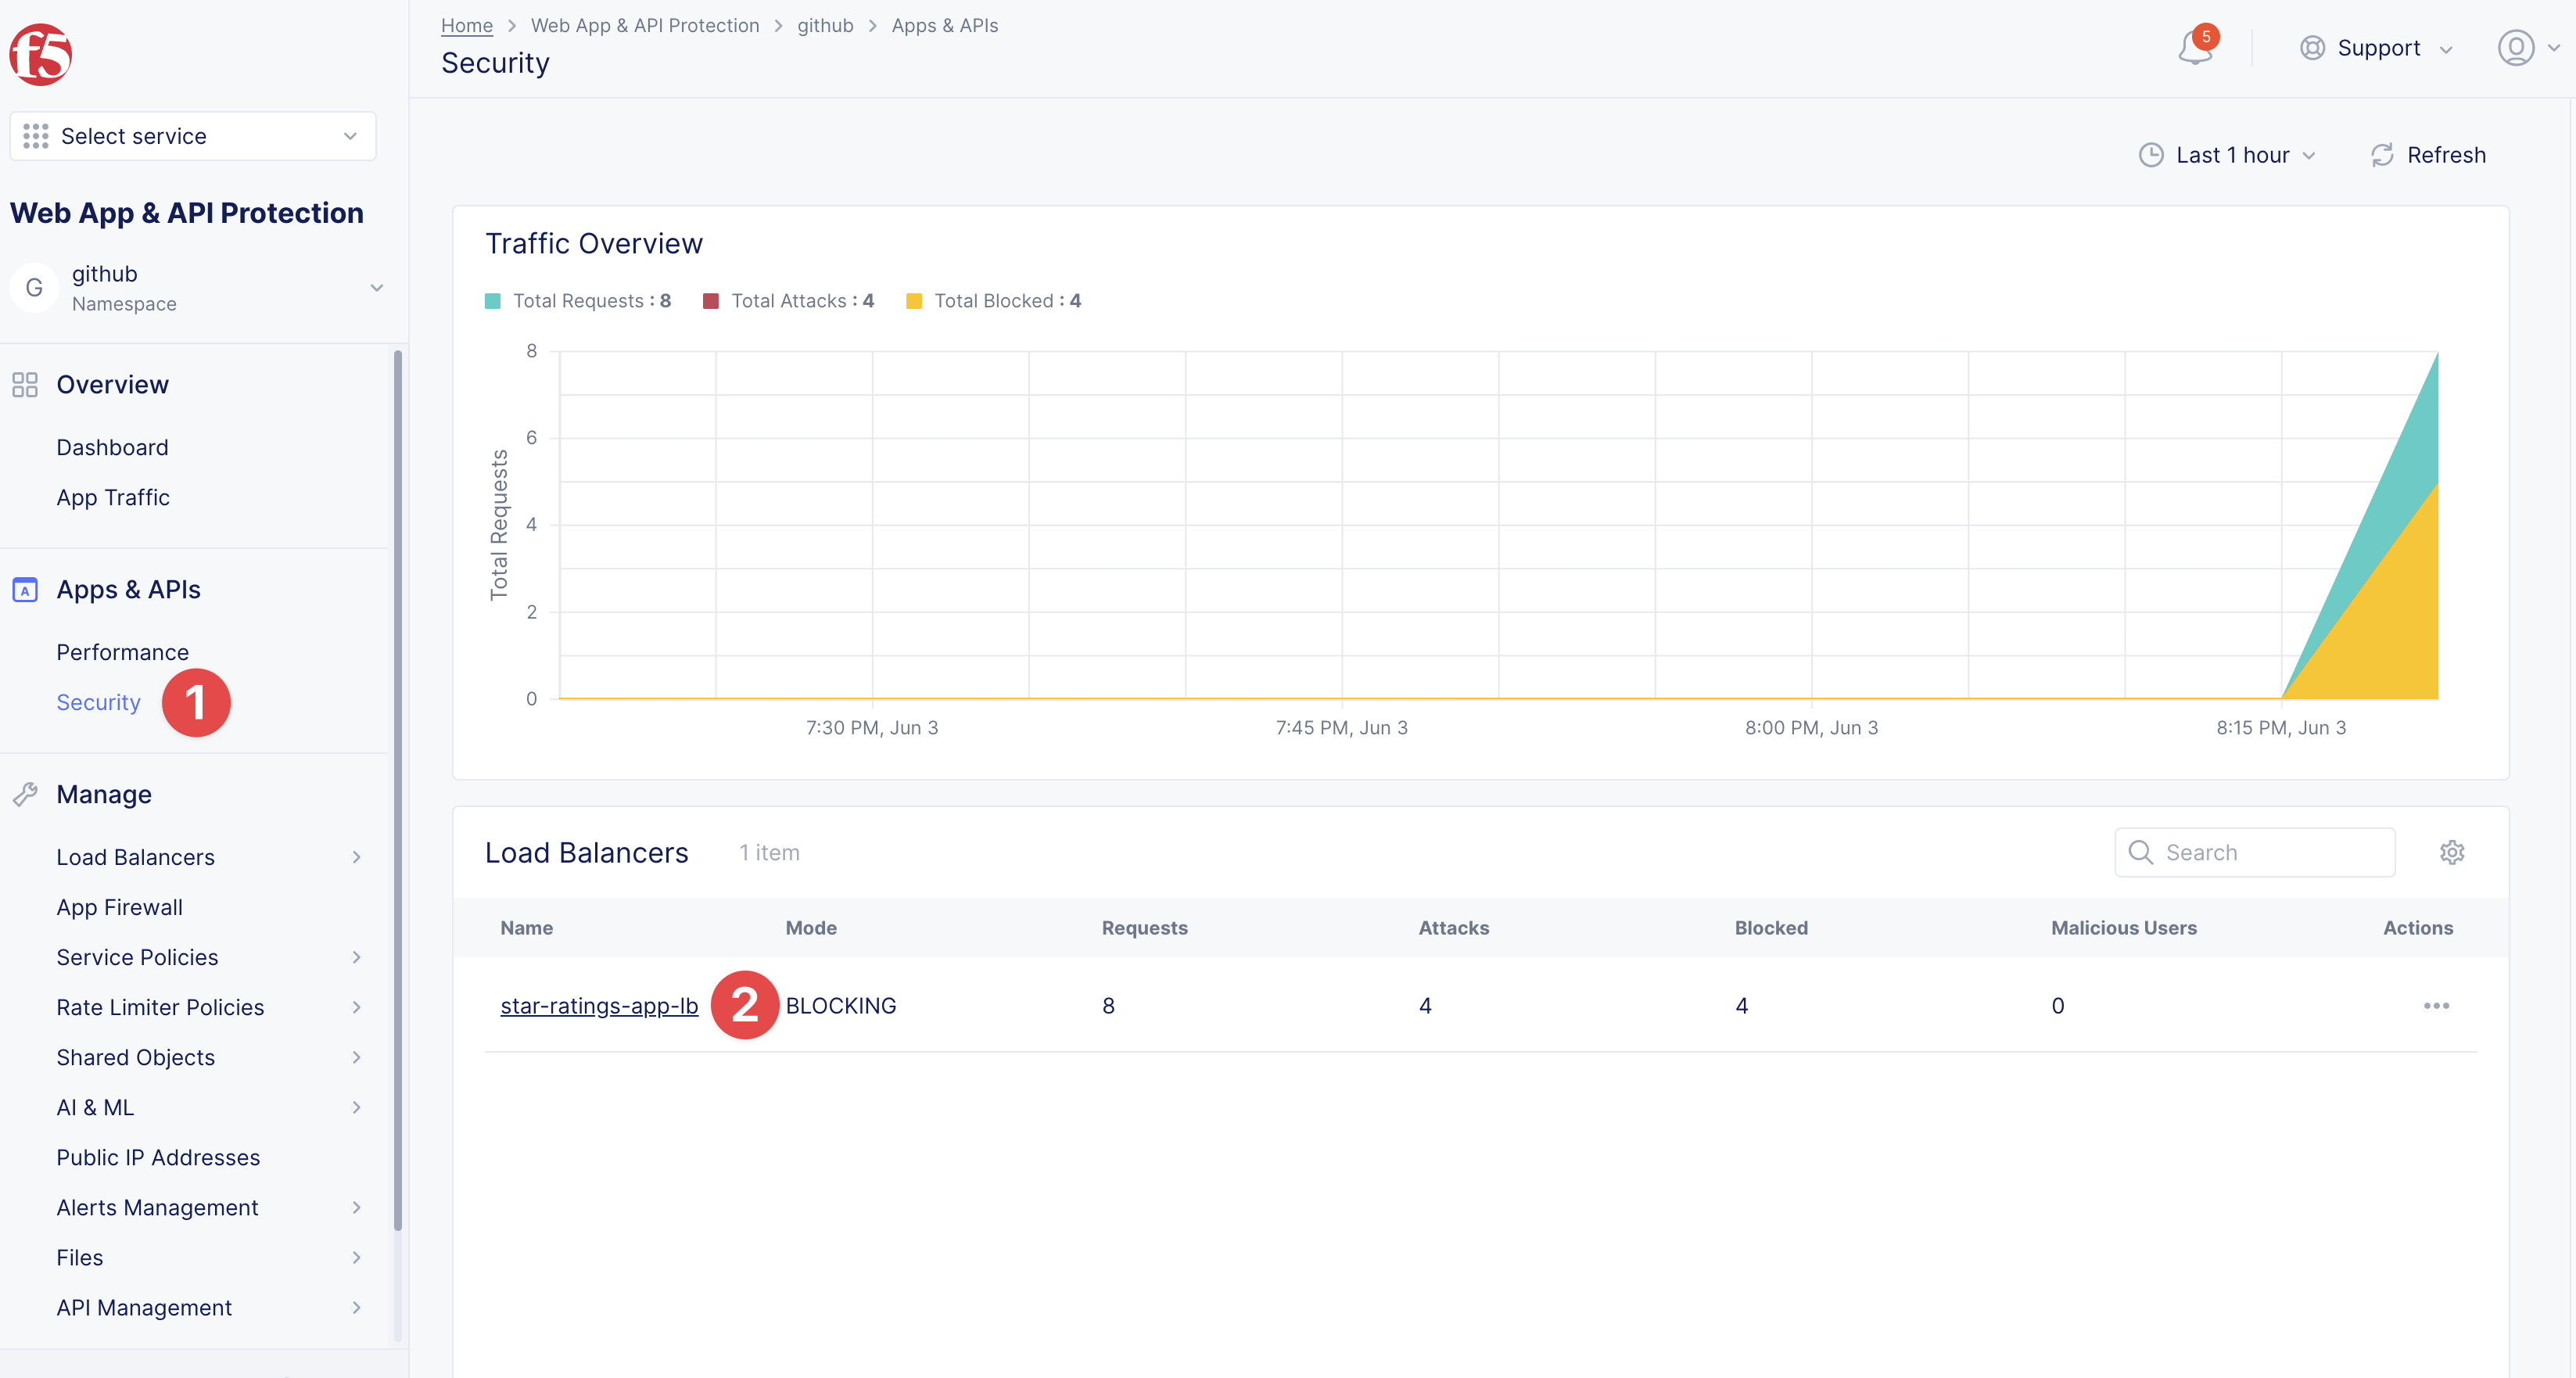 f5
Select service
Web App & API Protection
G
github
Namespace
Overview
Dashboard
App Traffic
A
Apps & APIs
Performance
Security
1
Manage
Load Balancers
App Firewall
Service Policies
Rate Limiter Policies
Shared Objects
AI & ML
Public IP Addresses
Alerts Management
Files
API Management
Home > Web App & API Protection > github > Apps & APIs
Security
5
Support
Last 1 hour
Refresh
Traffic Overview
Total Requests : 8 Total Attacks : 4 Total Blocked : 4
Total Requests
8
6
4
2
0
7:30 PM, Jun 3 7:45 PM, Jun 3 8:00 PM, Jun 3 8:15 PM, Jun 3
Load Balancers 1 item
Search
Name Mode Requests Attacks Blocked Malicious Users Actions
star-ratings-app-lb 2 BLOCKING 8 4 4 0